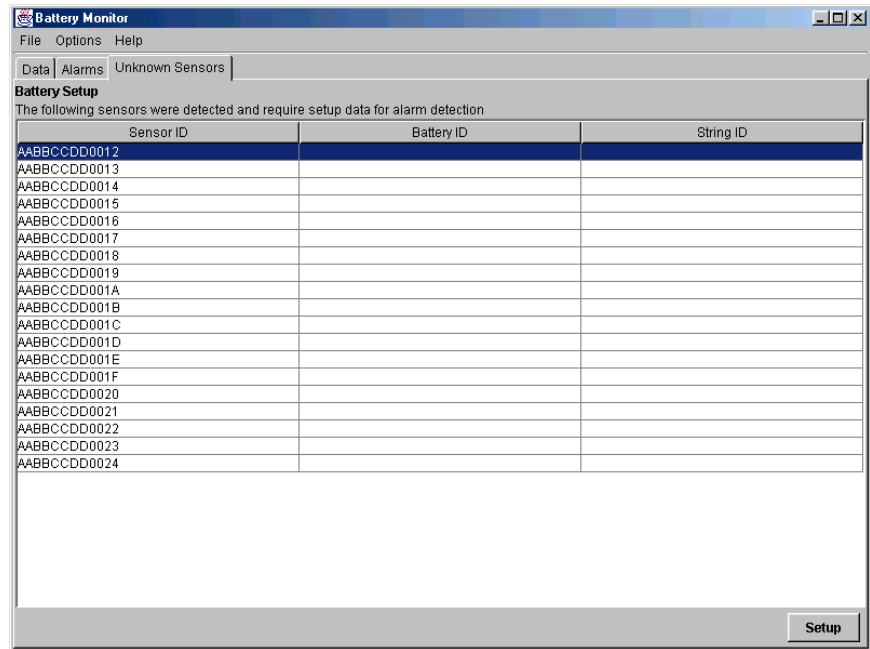 Battery Monitor
File Options Help
Data Alarms Unknown Sensors
Battery Setup
The following sensors were detected and require setup data for alarm detection
Sensor ID Battery ID String ID
AABBCCDD0012
AABBCCDD0013
AABBCCDD0014
AABBCCDD0015
AABBCCDD0016
AABBCCDD0017
AABBCCDD0018
AABBCCDD0019
AABBCCDD001A
AABBCCDD001B
AABBCCDD001C
AABBCCDD001D
AABBCCDD001E
AABBCCDD001F
AABBCCDD0020
AABBCCDD0021
AABBCCDD0022
AABBCCDD0023
AABBCCDD0024
Setup